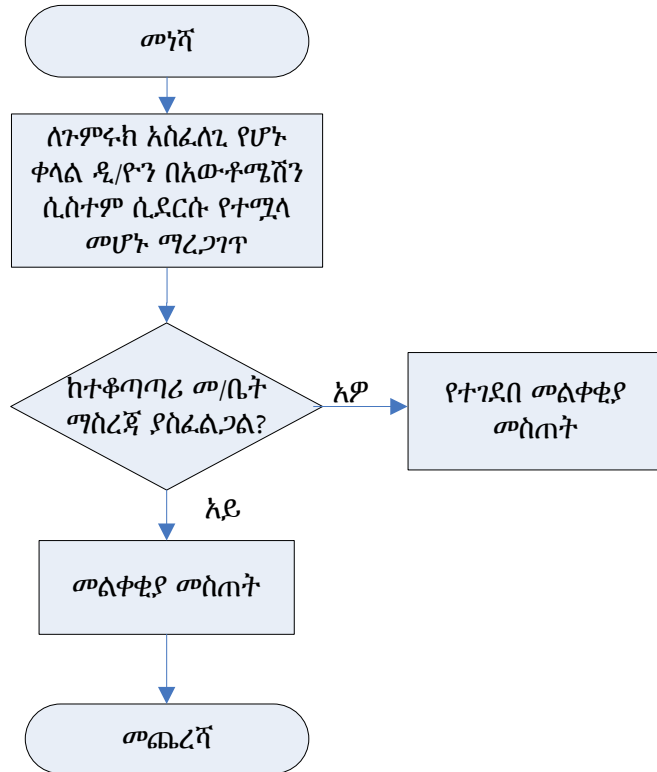 መነሻ
ለጉምሩክ አስፈለጊ የሆኑ
ቀላል ዲ/ዮን በአውቶሜሽን
ሲስተም ሲደርሱ የተሟላ
መሆኑ ማረጋገጥ
ከተቆጣጣሪ መ/ቤት
ማስረጃ ያስፈልጋል?
አዎ
የተገደበ መልቀቂያ
መስጠት
አይ
መልቀቂያ መስጠት
መጨረሻ